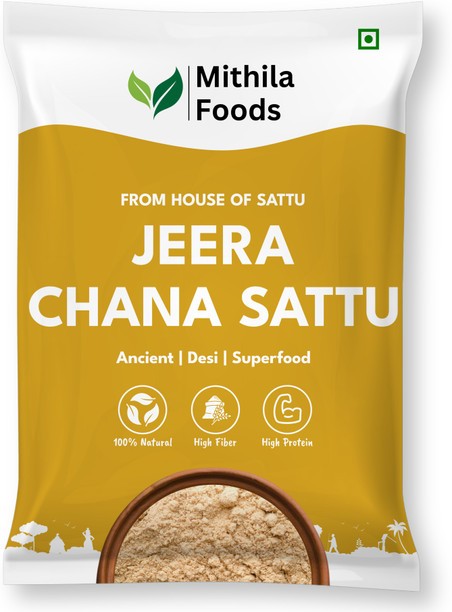 Mithila
Foods
FROM HOUSE OF SATTU
JEERA
CHANA SATTU
Ancient | Desi | Superfood
100% Natural
High Fiber
High Protein